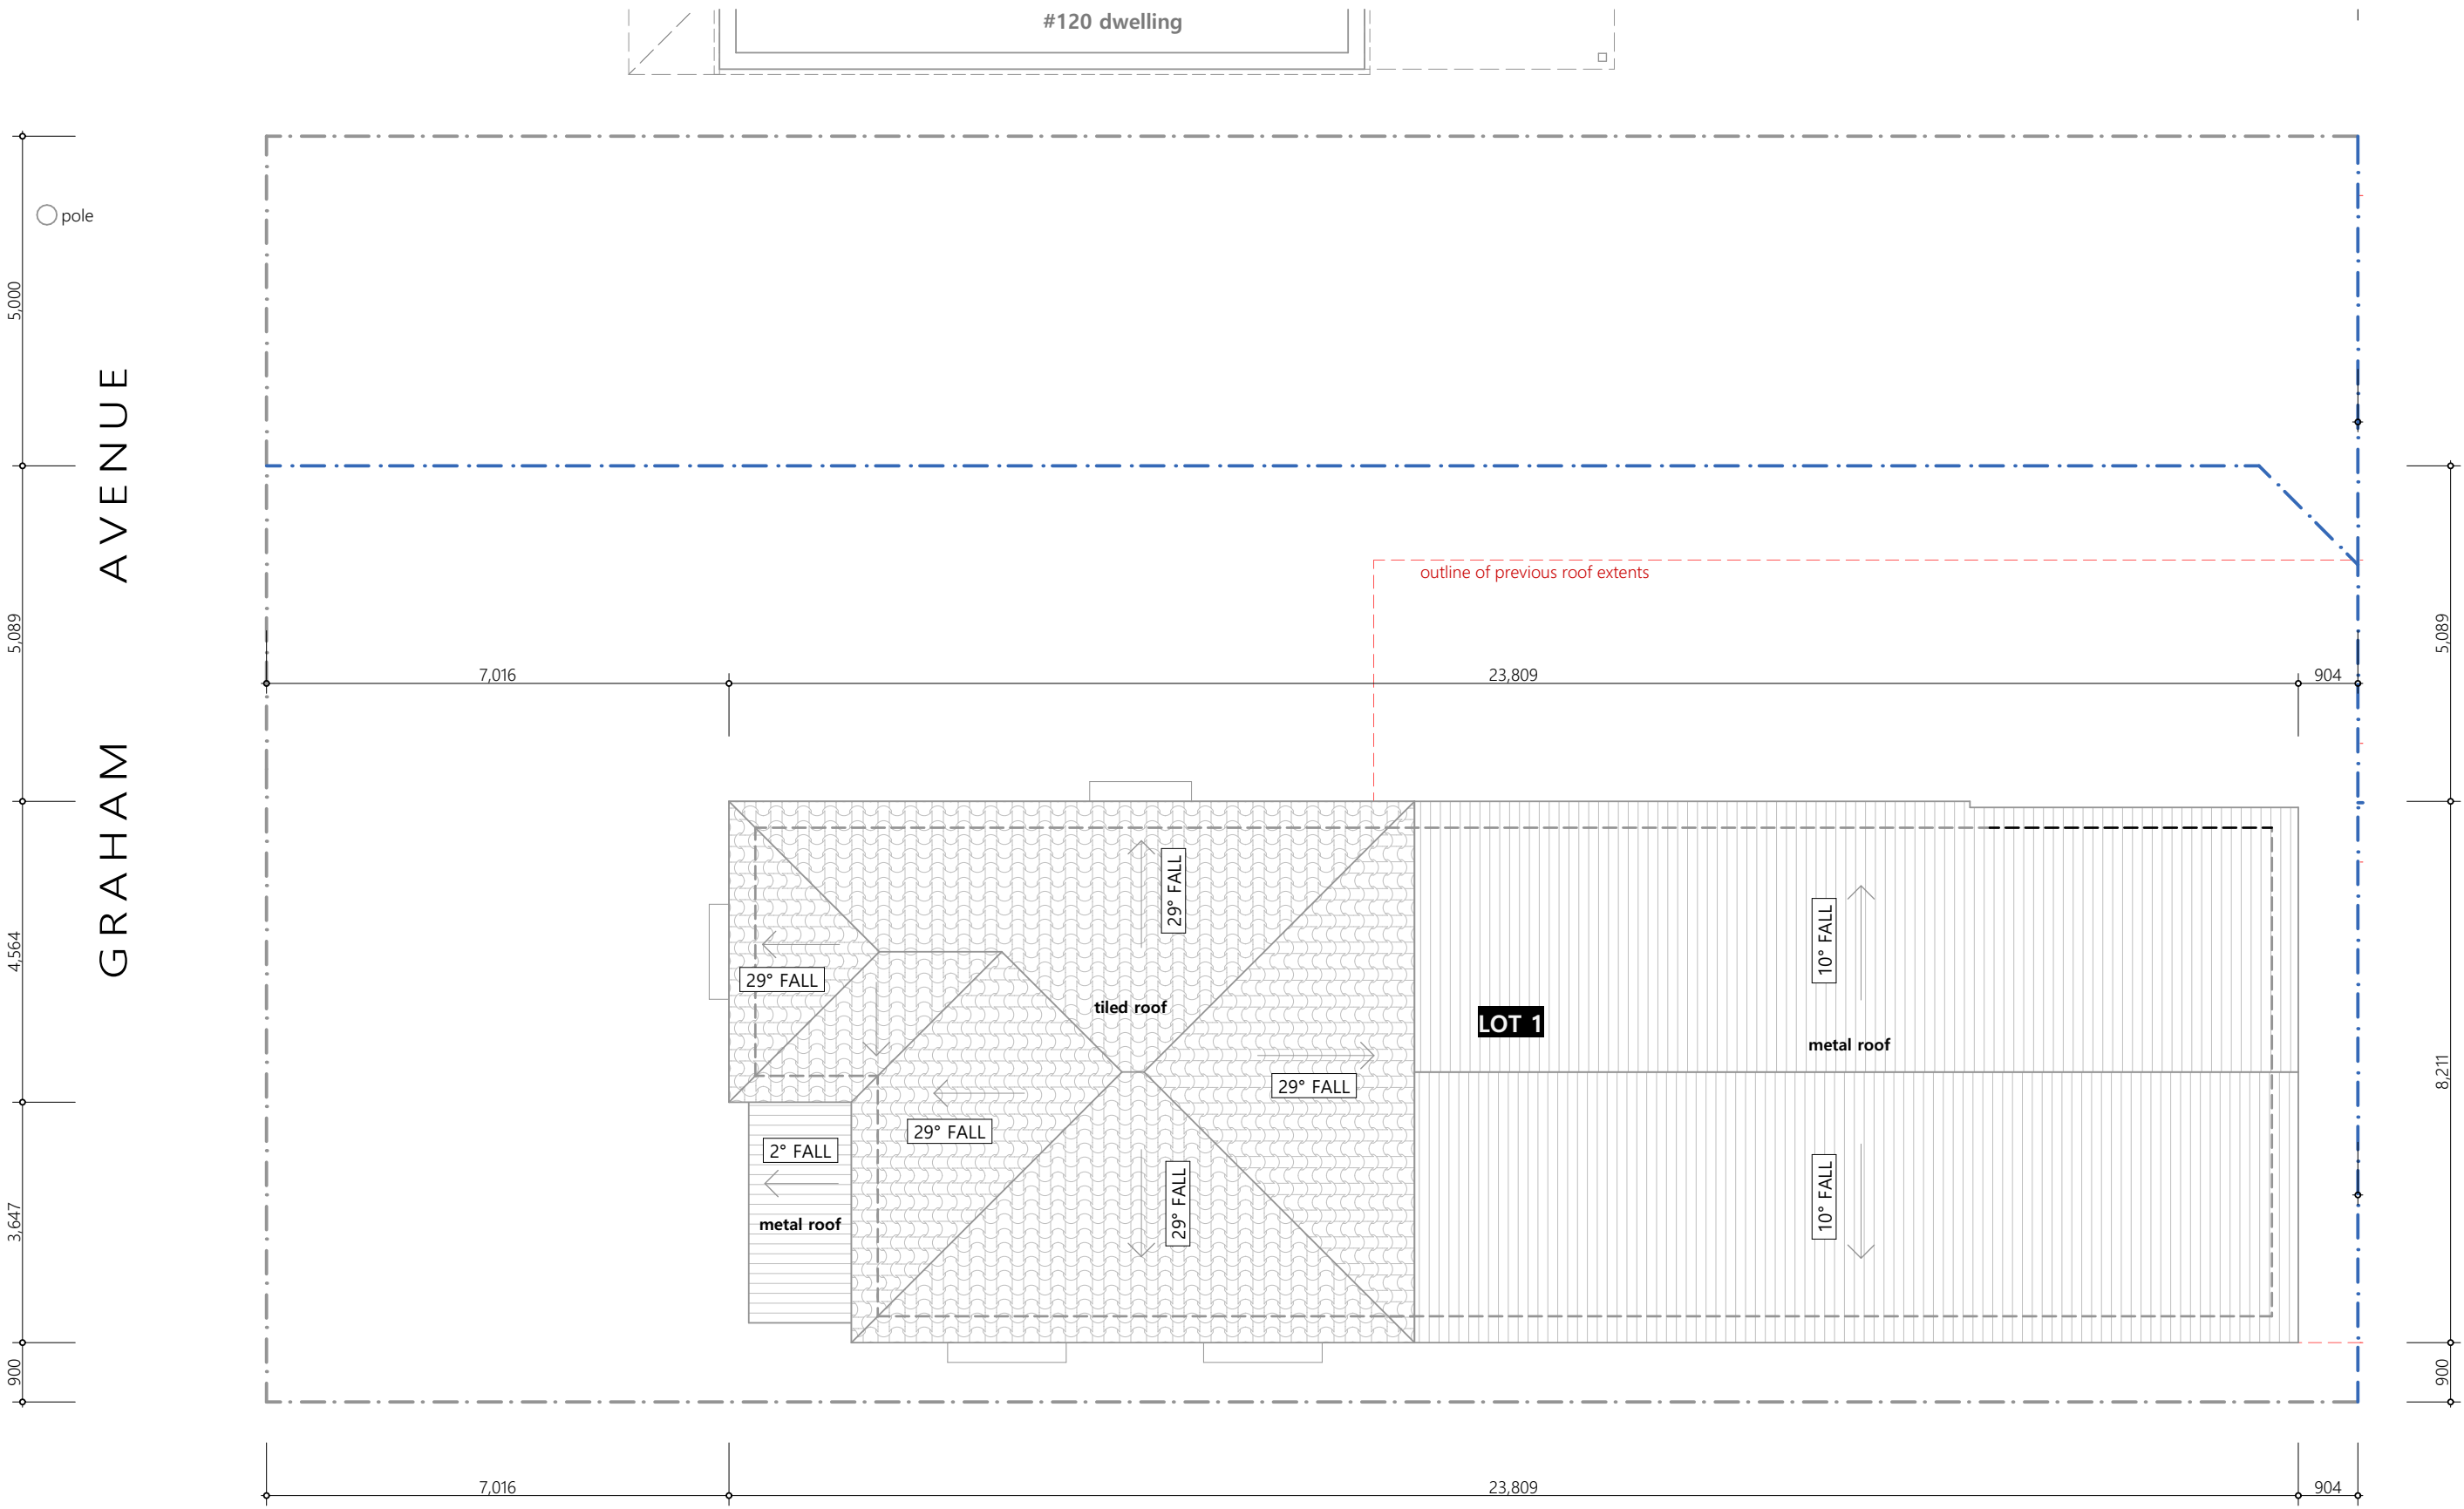 #120 dwelling
pole
5,000
GRAHAM AVENUE
outline of previous roof extents
5,089
5,089
7,016
23,809
904
29° FALL
10° FALL
4,564
29° FALL
tiled roof
LOT 1
metal roof
8,211
29° FALL
29° FALL
2° FALL
29° FALL
10° FALL
3,647
metal roof
900
900
7,016
23,809
904